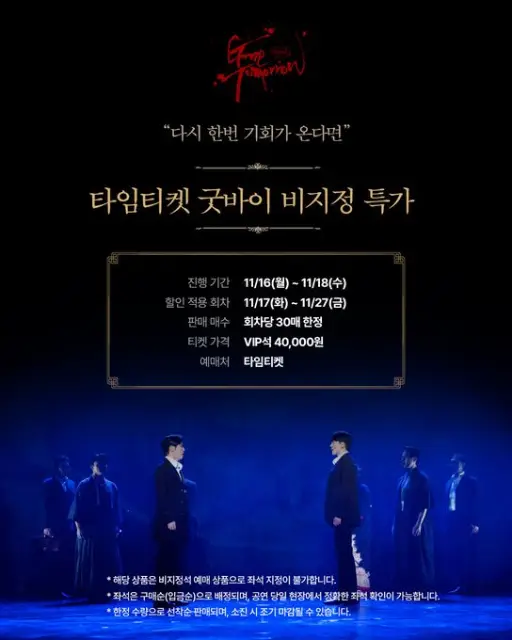 Tomorrow
“다시 한번 기회가 온다면”
타임티켓 굿바이 비지정 특가
진행 기간 11/16(월) ~ 11/18(수)
할인 적용 회차 11/17(화) ~ 11/27(금)
판매 매수 회차당 30매 한정
티켓 가격 VIP석 40,000원
예매처 타임티켓
* 해당 상품은 비지정석 예매 상품으로 좌석 지정이 불가합니다.
* 좌석은 구매순(입금순)으로 배정되며, 공연 당일 현장에서 정확한 좌석 확인이 가능합니다.
* 한정 수량으로 선착순 판매되며, 소진 시 조기 마감될 수 있습니다.